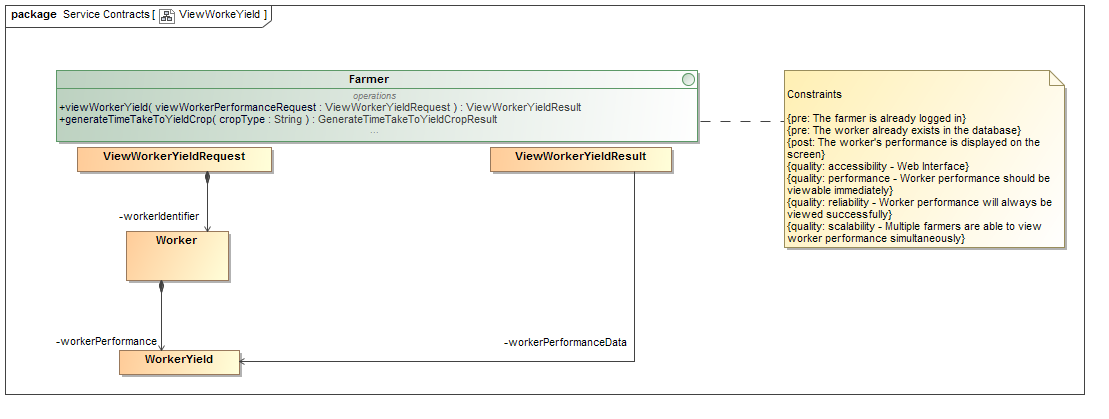 package Service Contracts [ ViewWorkeYield ]
Farmer
operations
+viewWorkerYield( viewWorkerPerformanceRequest : ViewWorkerYieldRequest ) : ViewWorkerYieldResult
+generateTimeTakeToYieldCrop( cropType : String ) : GenerateTimeTakeToYieldCropResult
...
Constraints
{pre: The farmer is already logged in}
{pre: The worker already exists in the database}
{post: The worker's performance is displayed on the
screen}
{quality: accessibility - Web Interface}
{quality: performance - Worker performance should be
viewable immediately}
{quality: reliability - Worker performance will always be
viewed successfully}
{quality: scalability - Multiple farmers are able to view
worker performance simultaneously}
ViewWorkerYieldRequest
ViewWorkerYieldResult
-workerIdentifier
Worker
-workerPerformance
-workerPerformanceData
WorkerYield